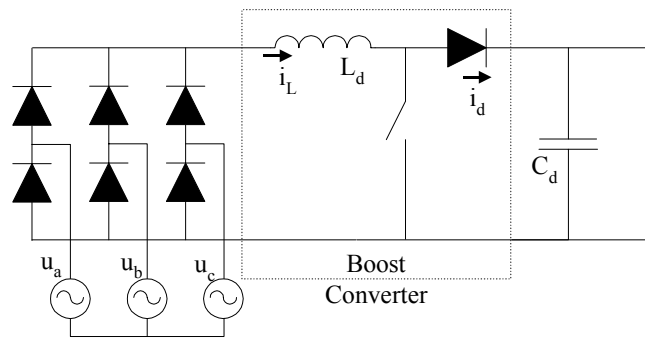 i_L
L_d
i_d
C_d
u_a
u_b
u_c
Boost
Converter